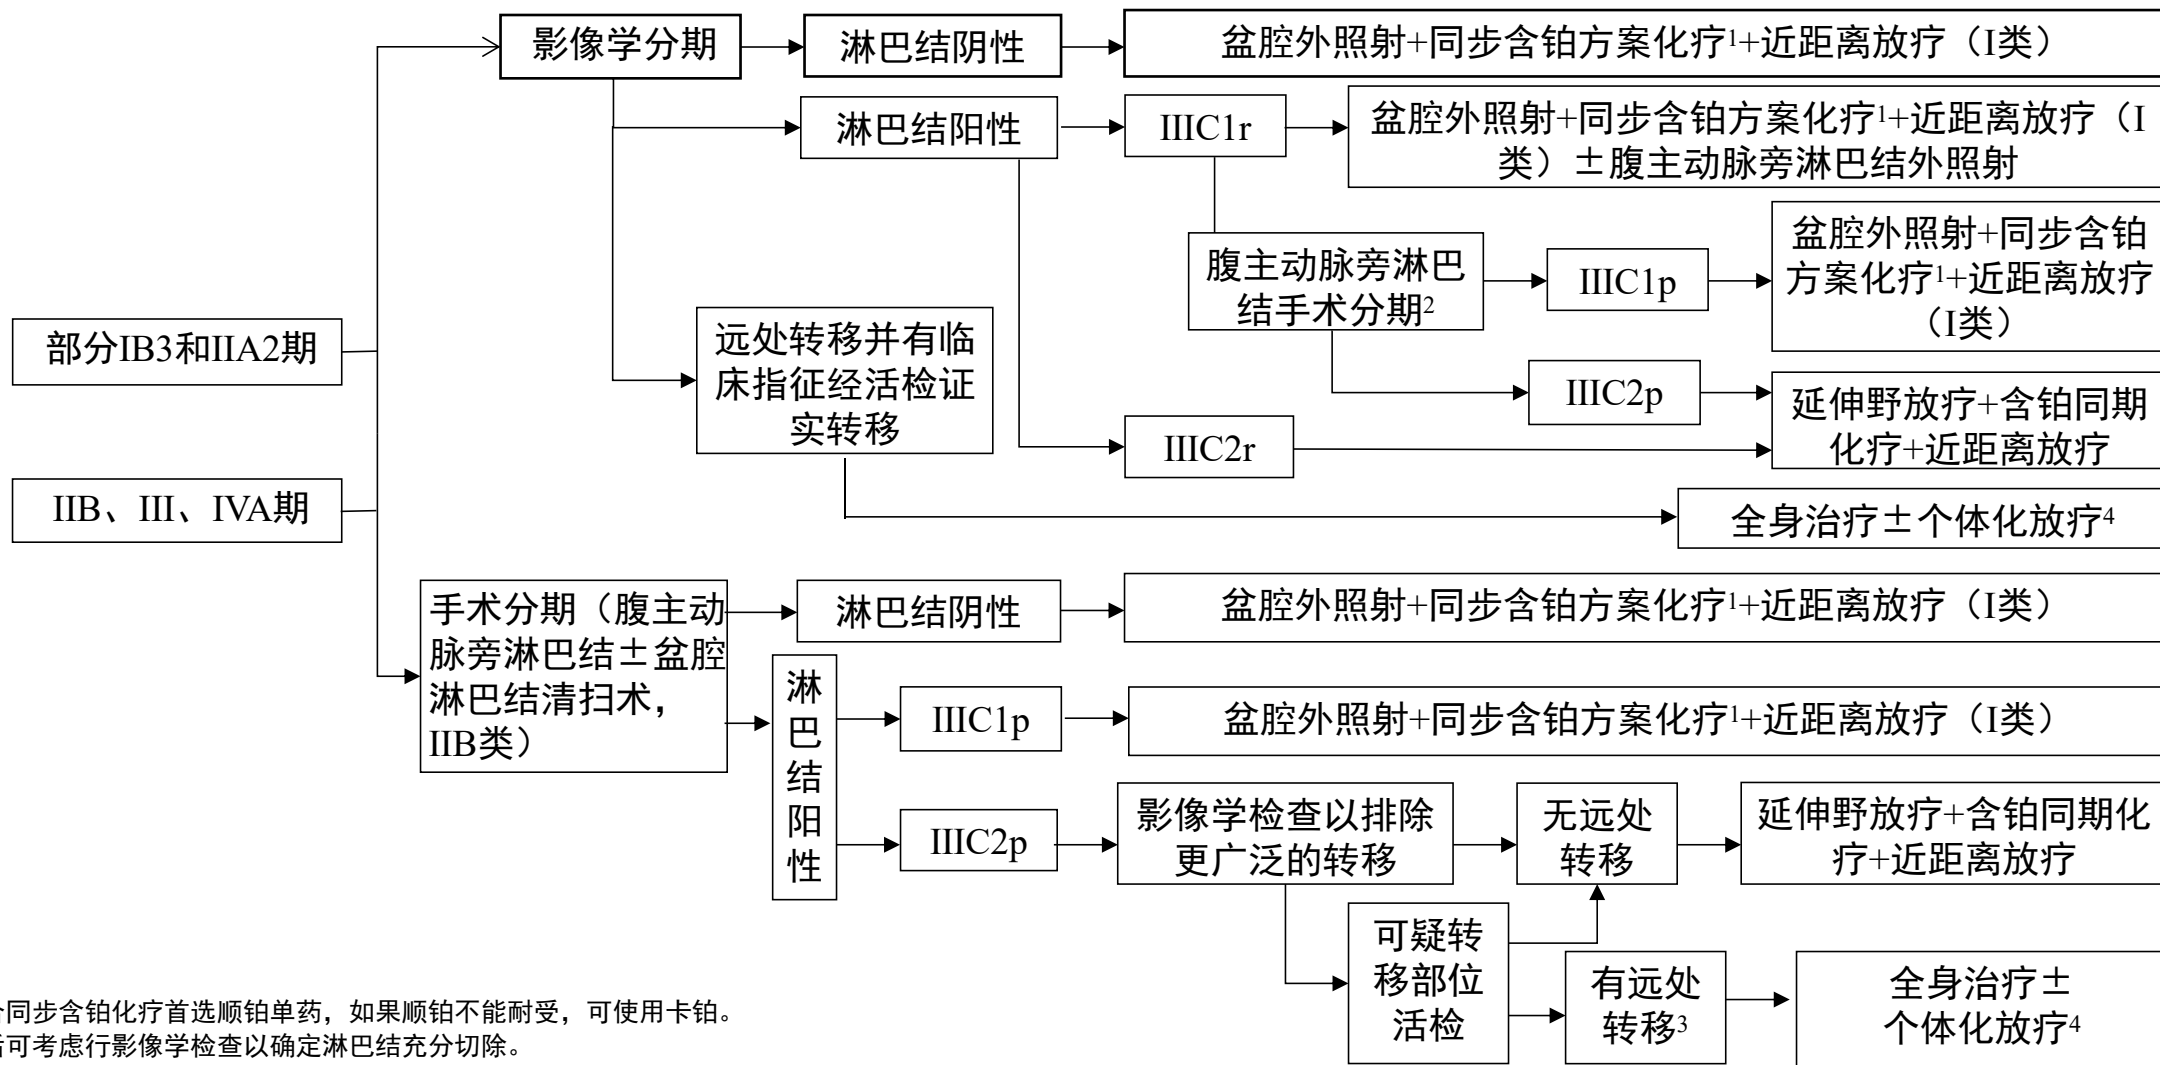 影像学分期
淋巴结阴性
盆腔外照射+同步含铂方案化疗1+近距离放疗（I类）
淋巴结阳性
IIIC1r
盆腔外照射+同步含铂方案化疗1+近距离放疗（I
类）±腹主动脉旁淋巴结外照射
腹主动脉旁淋巴
结手术分期2
IIIC1p
盆腔外照射+同步含铂
方案化疗1+近距离放疗
（I类）
部分IB3和IIA2期
远处转移并有临
床指征经活检证
实转移
IIIC2p
延伸野放疗+含铂同期
化疗+近距离放疗
IIIC2r
IIB、III、IVA期
全身治疗±个体化放疗4
手术分期（腹主动
脉旁淋巴结±盆腔
淋巴结清扫术，
IIB类）
淋巴结阴性
盆腔外照射+同步含铂方案化疗1+近距离放疗（I类）
淋
巴
结
阳
性
IIIC1p
盆腔外照射+同步含铂方案化疗1+近距离放疗（I类）
IIIC2p
影像学检查以排除
更广泛的转移
无远处
转移
延伸野放疗+含铂同期化
疗+近距离放疗
可疑转
移部位
活检
有远处
转移3
全身治疗±
个体化放疗4
同步含铂化疗首选顺铂单药，如果顺铂不能耐受，可使用卡铂。
后可考虑行影像学检查以确定淋巴结充分切除。